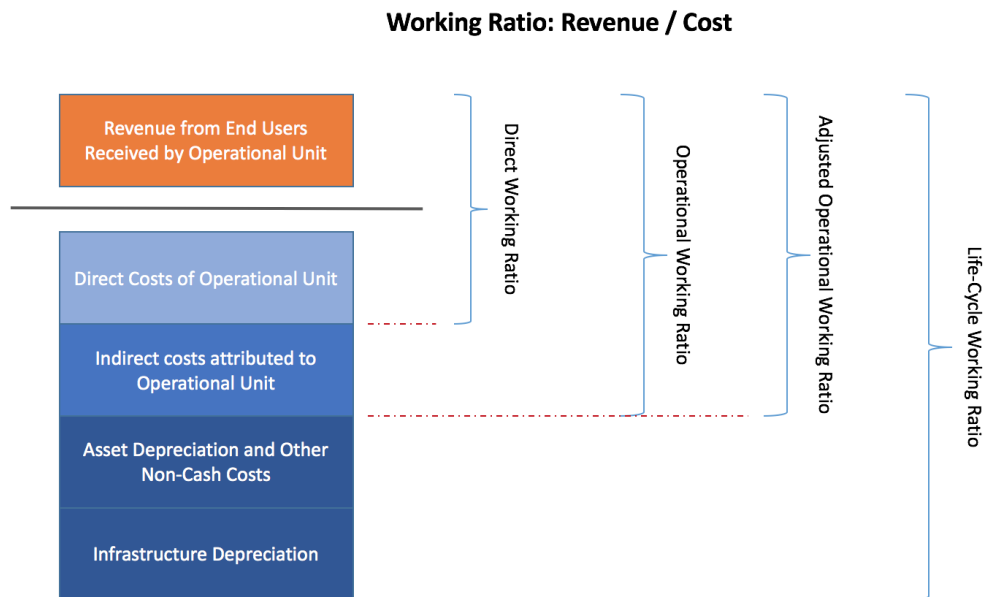 Working Ratio: Revenue / Cost
Revenue from End Users
Received by Operational Unit
Direct Costs of Operational Unit
Indirect costs attributed to
Operational Unit
Asset Depreciation and Other
Non-Cash Costs
Infrastructure Depreciation
Direct Working Ratio
Operational Working Ratio
Adjusted Operational Working Ratio
Life-Cycle Working Ratio